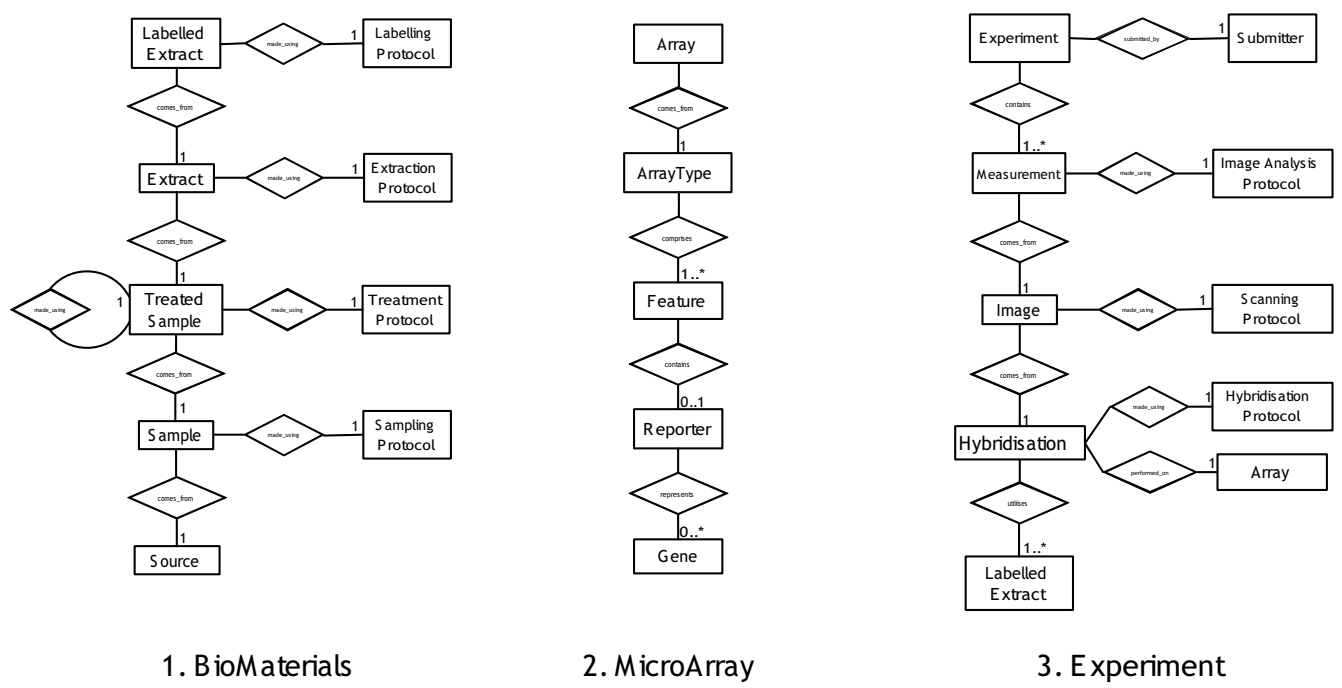 Labelled
Extract
made_using
1
Labelling
Protocol
comes_from
1
Extract
made_using
1
Extraction
Protocol
comes_from
1
made_using
1
Treated
Sample
made_using
1
Treatment
Protocol
comes_from
1
Sample
made_using
1
Sampling
Protocol
comes_from
1
Source
1. BioMaterials
Array
comes_from
1
ArrayType
comprises
1..*
Feature
contains
0..1
Reporter
represents
0..*
Gene
2. MicroArray
Experiment
submitted_by
1
Submitter
contains
1..*
Measurement
made_using
1
Image Analysis
Protocol
comes_from
1
Image
made_using
1
Scanning
Protocol
comes_from
1
Hybridisation
made_using
1
Hybridisation
Protocol
performed_on
1
Array
utilises
1..*
Labelled
Extract
3. Experiment